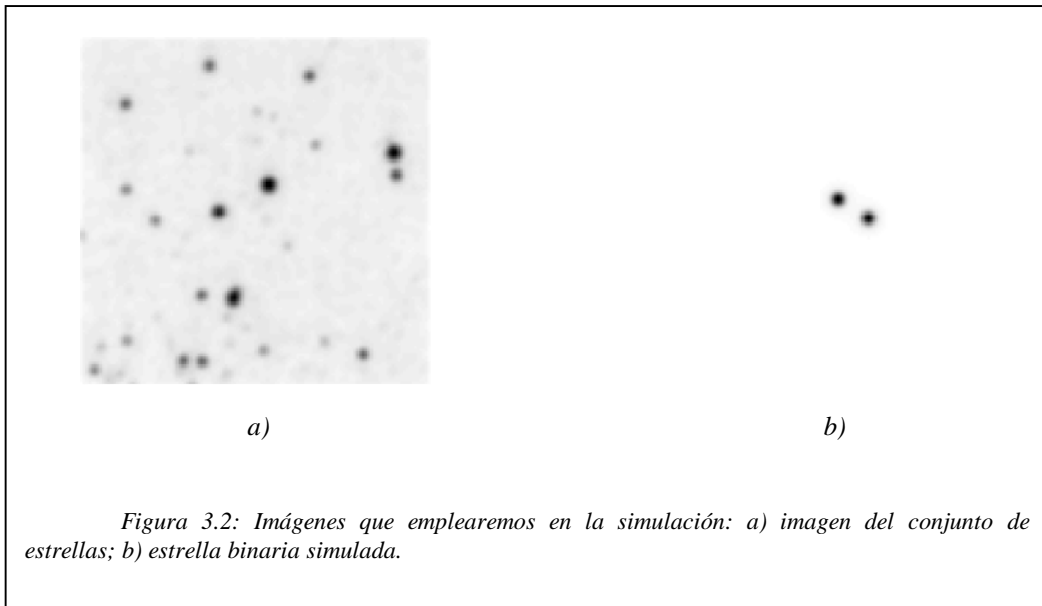 a)
b)
Figura 3.2: Imágenes que emplearemos en la simulación: a) imagen del conjunto de
estrellas; b) estrella binaria simulada.